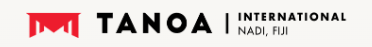 TANOA | INTERNATIONAL
NADI, FIJI